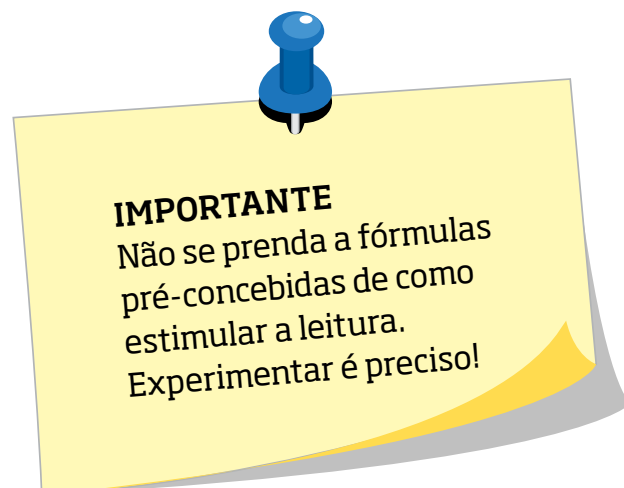 IMPORTANTE
Não se prenda a fórmulas
pré-concebidas de como
estimular a leitura.
Experimentar é preciso!